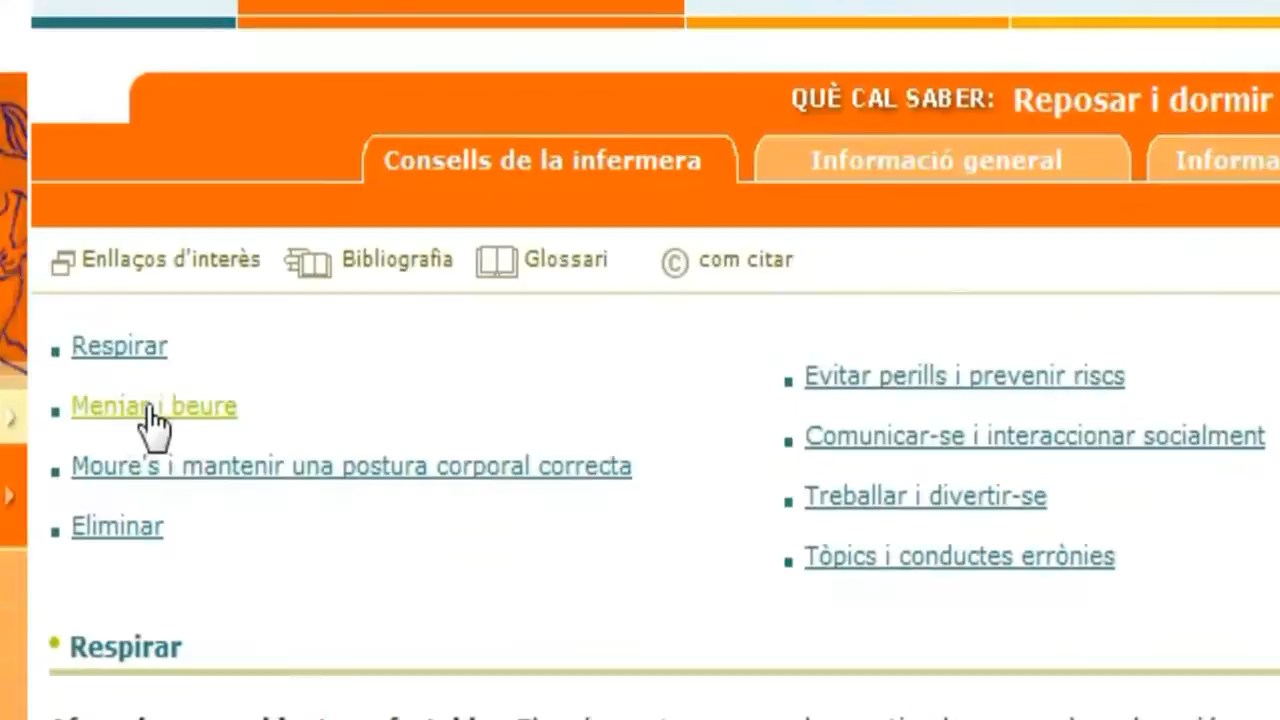 QUÈ CAL SABER: Reposar i dormir
Consells de la infermera
Informació general
Informa
Enllaços d'interès
Bibliografia
Glossari
© com citar
Respirar
Menjar i beure
Moure's i mantenir una postura corporal correcta
Eliminar
Evitar perills i prevenir riscs
Comunicar-se i interaccionar socialment
Treballar i divertir-se
Tòpics i conductes errònies
Respirar